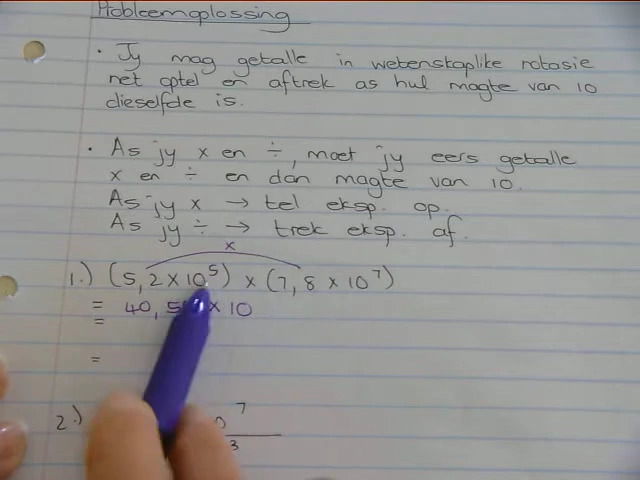 Probleemoplossing
• Jy mag getalle in wetenskaplike notasie
net optel en aftrek as hul magte van 10
dieselfde is.
• As jy x en ÷, moet jy eers getalle
x en ÷ en dan magte van 10.
As jy x → tel eksp. op.
As jy ÷ → trek eksp. af.
x
1.) (5,2 × 10⁵) × (7,8 × 10⁷)
= 40,5 × 10
=
=
2.) 7
3